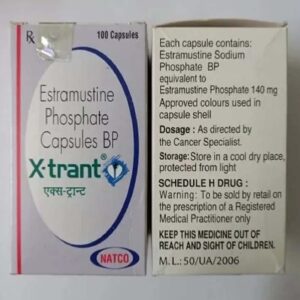 Rx
100 Capsules
Estramustine
Phosphate
Capsules BP
X-trant®
एक्स-ट्रान्ट
NATCO
Each capsule contains:
Estramustine Sodium
Phosphate BP
equivalent to
Estramustine Phosphate 140 mg
Approved colours used in
capsule shell
Dosage : As directed by
the Cancer Specialist.
Storage: Store in a cool dry place,
protected from light
SCHEDULE H DRUG :
Warning: To be sold by retail on
the prescription of a Registered
Medical Practitioner only
KEEP THIS MEDICINE OUT OF
REACH AND SIGHT OF CHILDREN.
M.L.: 50/UA/2006